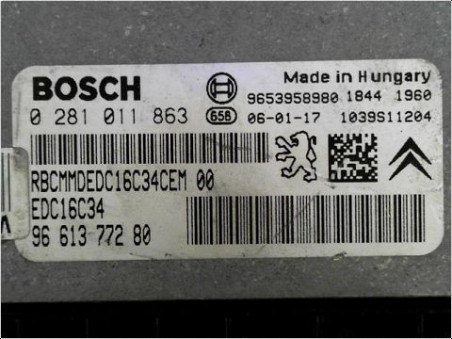 BOSCH
Made in Hungary
9653958980 1844 1960
0 281 011 863
658
06-01-17 1039S11204
RBCMMDEDC16C34CEM 00
EDC16C34
96 613 772 80